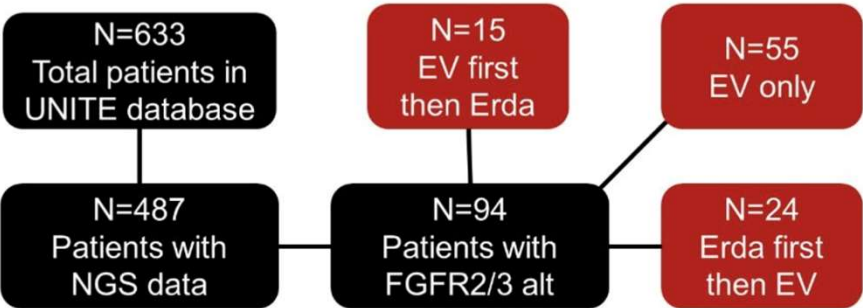 N=633
Total patients in
UNITE database
N=15
EV first
then Erda
N=55
EV only
N=487
Patients with
NGS data
N=94
Patients with
FGFR2/3 alt
N=24
Erda first
then EV